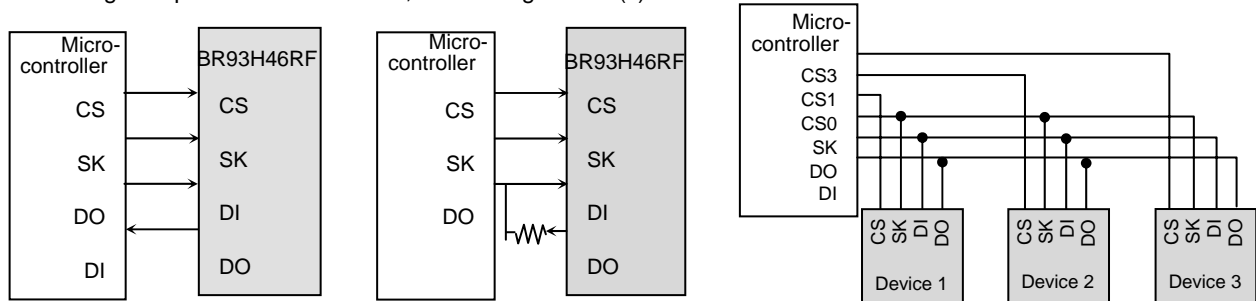 Micro-
controller
CS
SK
DO
DI
BR93H46RF
CS
SK
DI
DO
Micro-
controller
CS
SK
DO
BR93H46RF
CS
SK
DI
DO
Micro-
controller
CS3
CS1
CS0
SK
DO
DI
CS
SK
DI
DO
Device 1
CS
SK
DI
DO
Device 2
CS
SK
DI
DO
Device 3